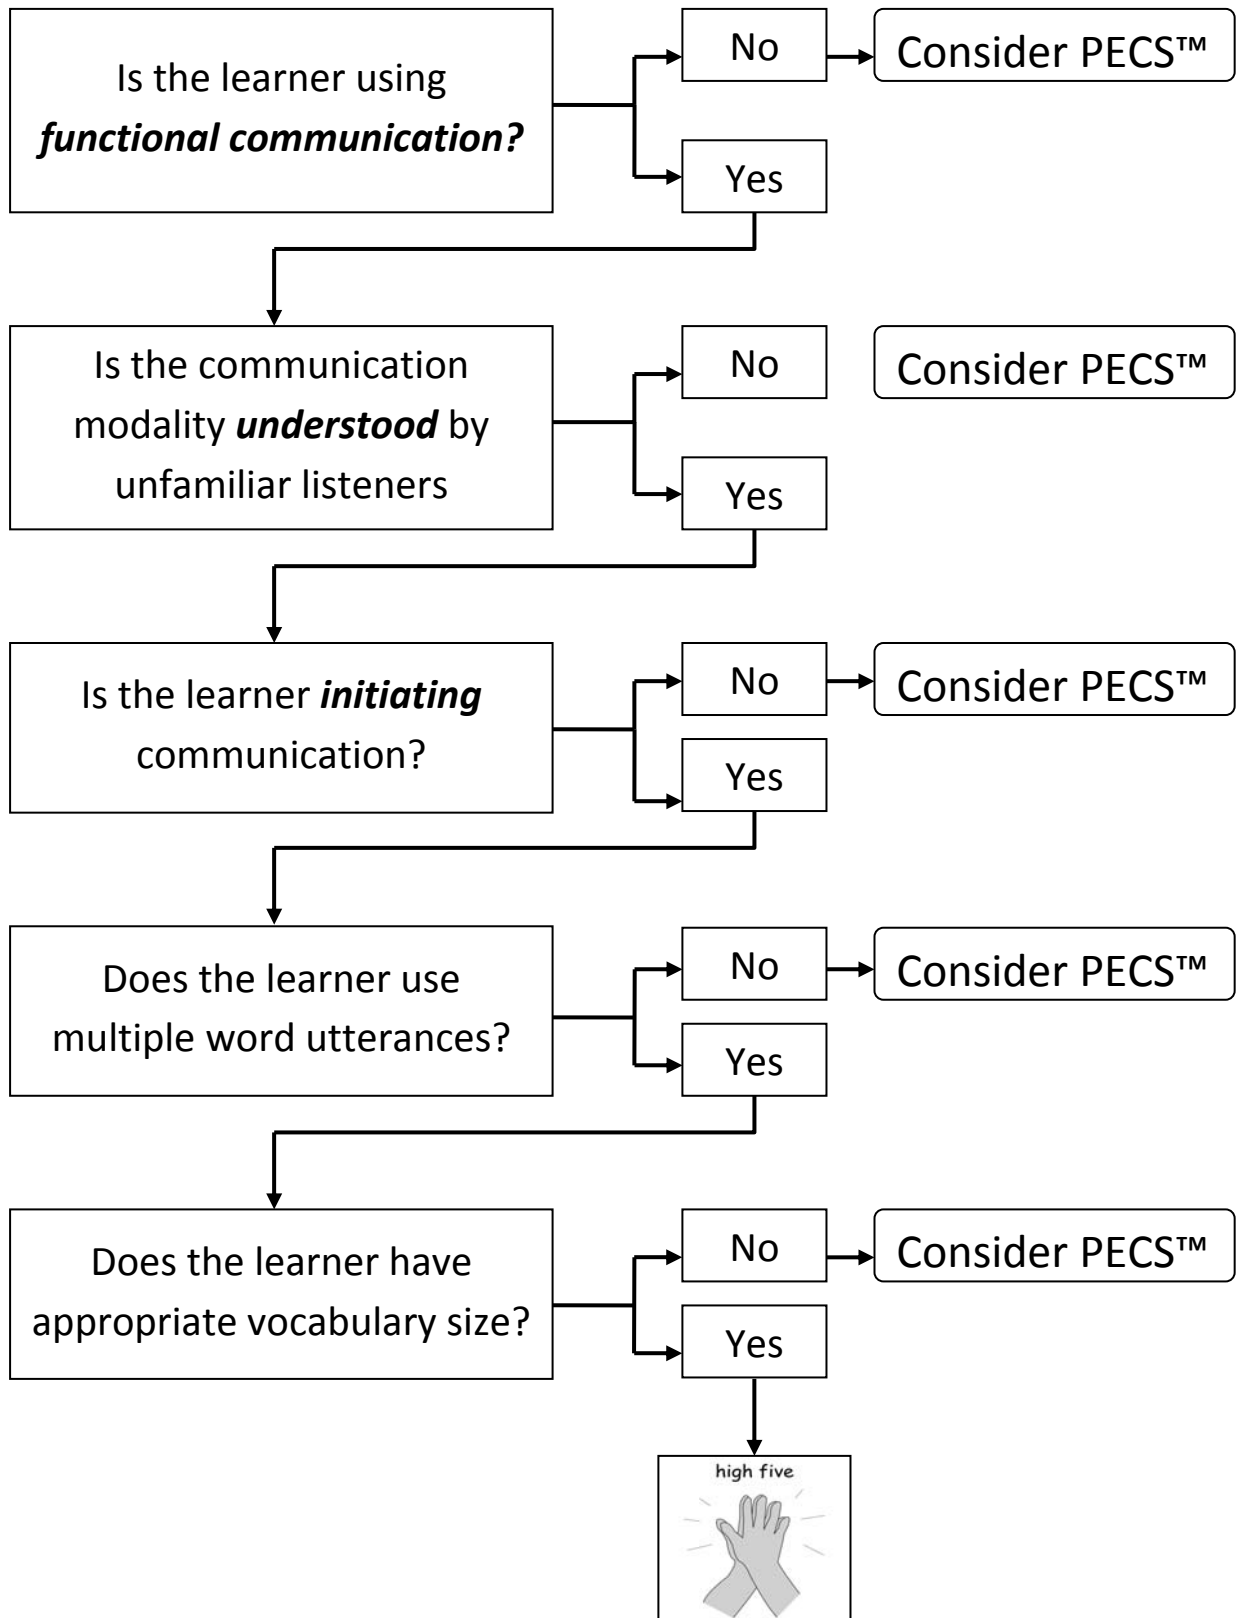 Is the learner using
functional communication?
No
Consider PECS™
Yes
Is the communication
modality understood by
unfamiliar listeners
No
Consider PECS™
Yes
Is the learner initiating
communication?
No
Consider PECS™
Yes
Does the learner use
multiple word utterances?
No
Consider PECS™
Yes
Does the learner have
appropriate vocabulary size?
No
Consider PECS™
Yes
high five